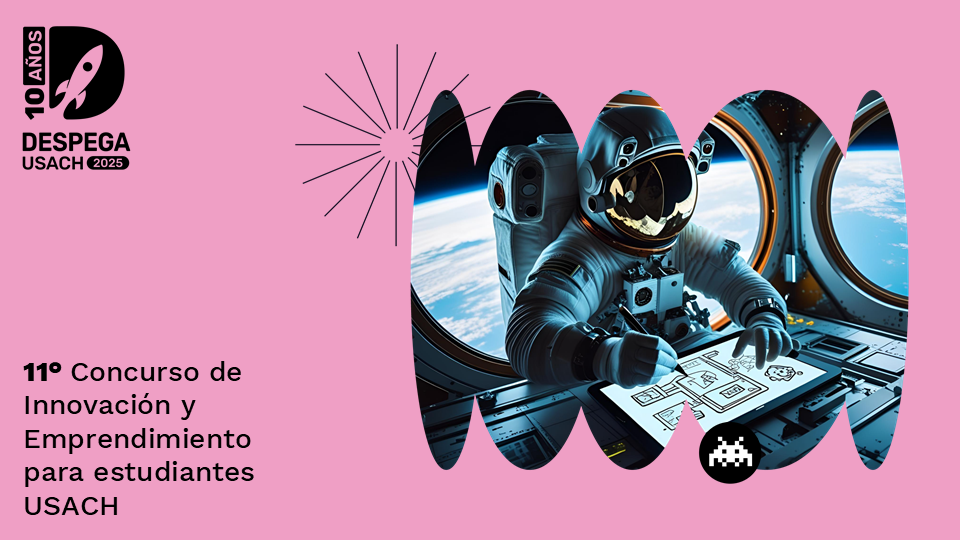 10 AÑOS
DESPEGA
USACH 2025
11° Concurso de
Innovación y
Emprendimiento
para estudiantes
USACH